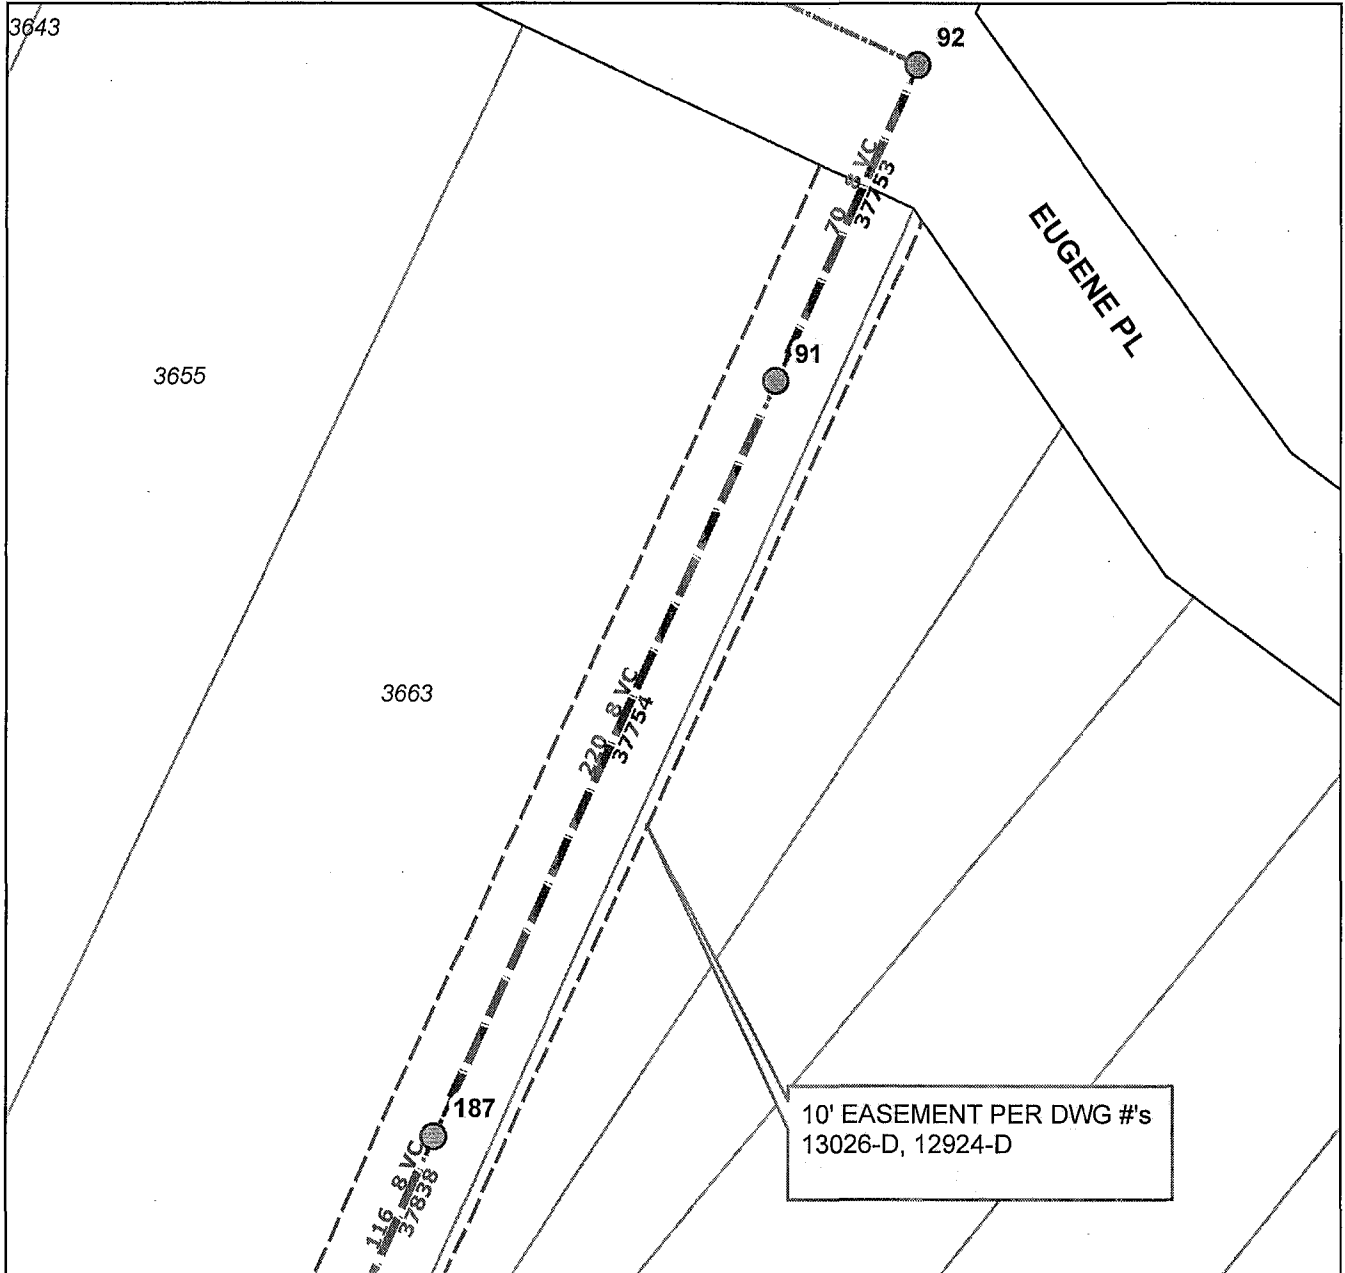 3643
92
70 8 VC
37753
EUGENE PL
91
3655
3663
220 8 VC
37754
187
10' EASEMENT PER DWG #'s
13026-D, 12924-D
116 8 VC
37838